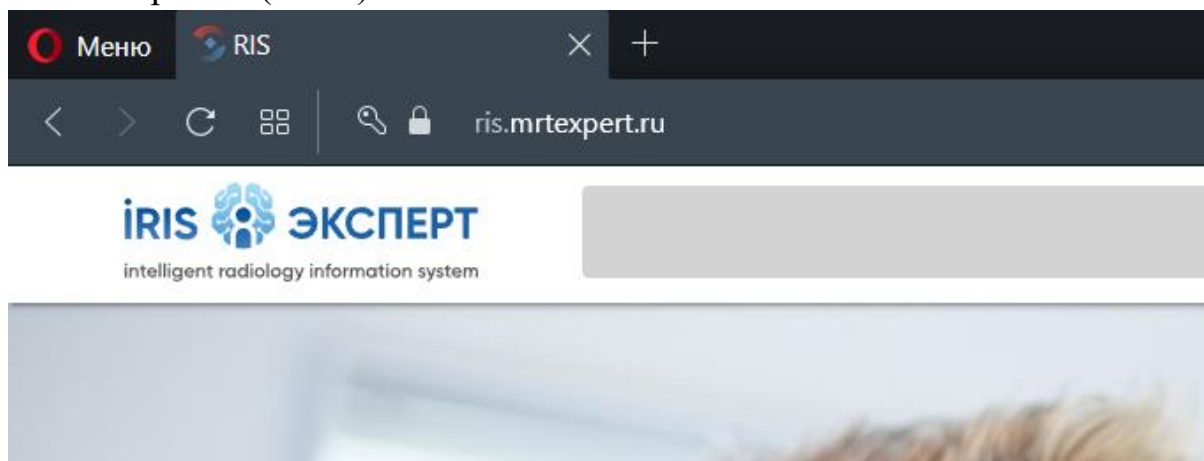 Меню RIS
ris.mrtexpert.ru
iRIS ЭКСПЕРТ
intelligent radiology information system